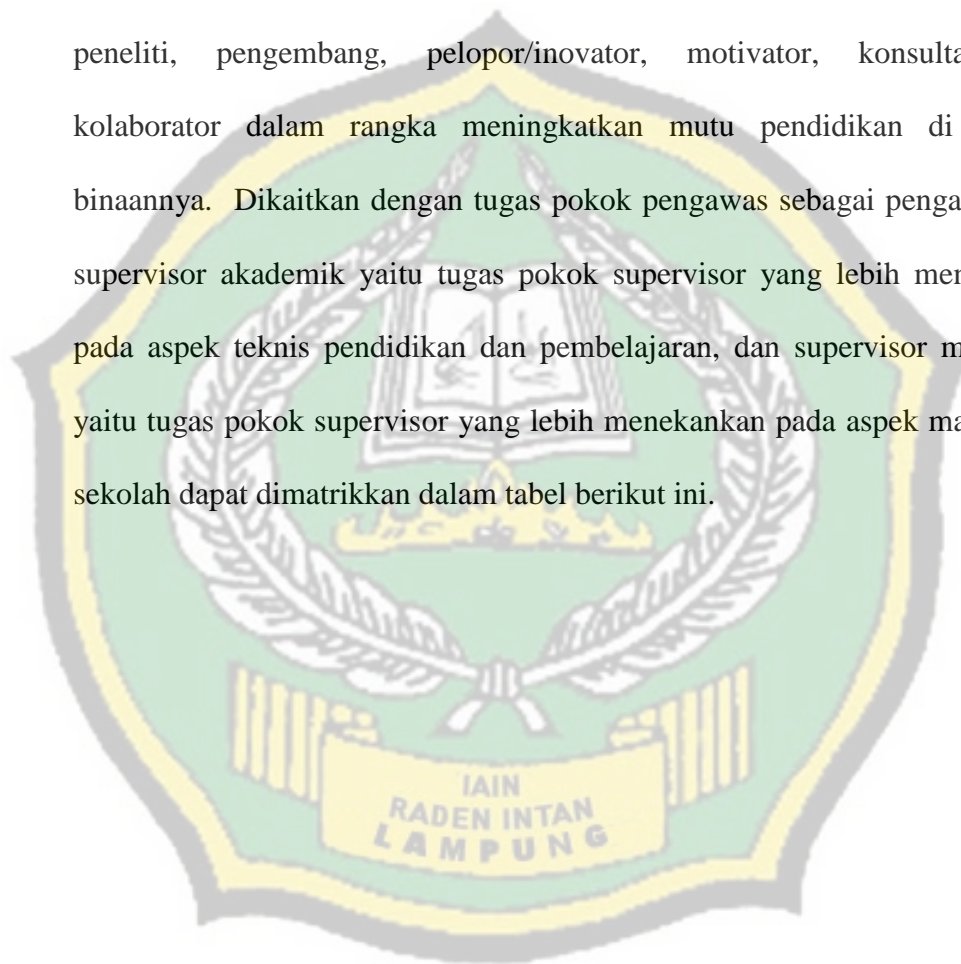 peneliti, pengembang, pelopor/inovator, motivator, konsulta
kolaborator dalam rangka meningkatkan mutu pendidikan di
binaannya. Dikaitkan dengan tugas pokok pengawas sebagai penga
supervisor akademik yaitu tugas pokok supervisor yang lebih men
pada aspek teknis pendidikan dan pembelajaran, dan supervisor m
yaitu tugas pokok supervisor yang lebih menekankan pada aspek ma
sekolah dapat dimatrikkan dalam tabel berikut ini.
IAIN
RADEN INTAN
LAMPUNG